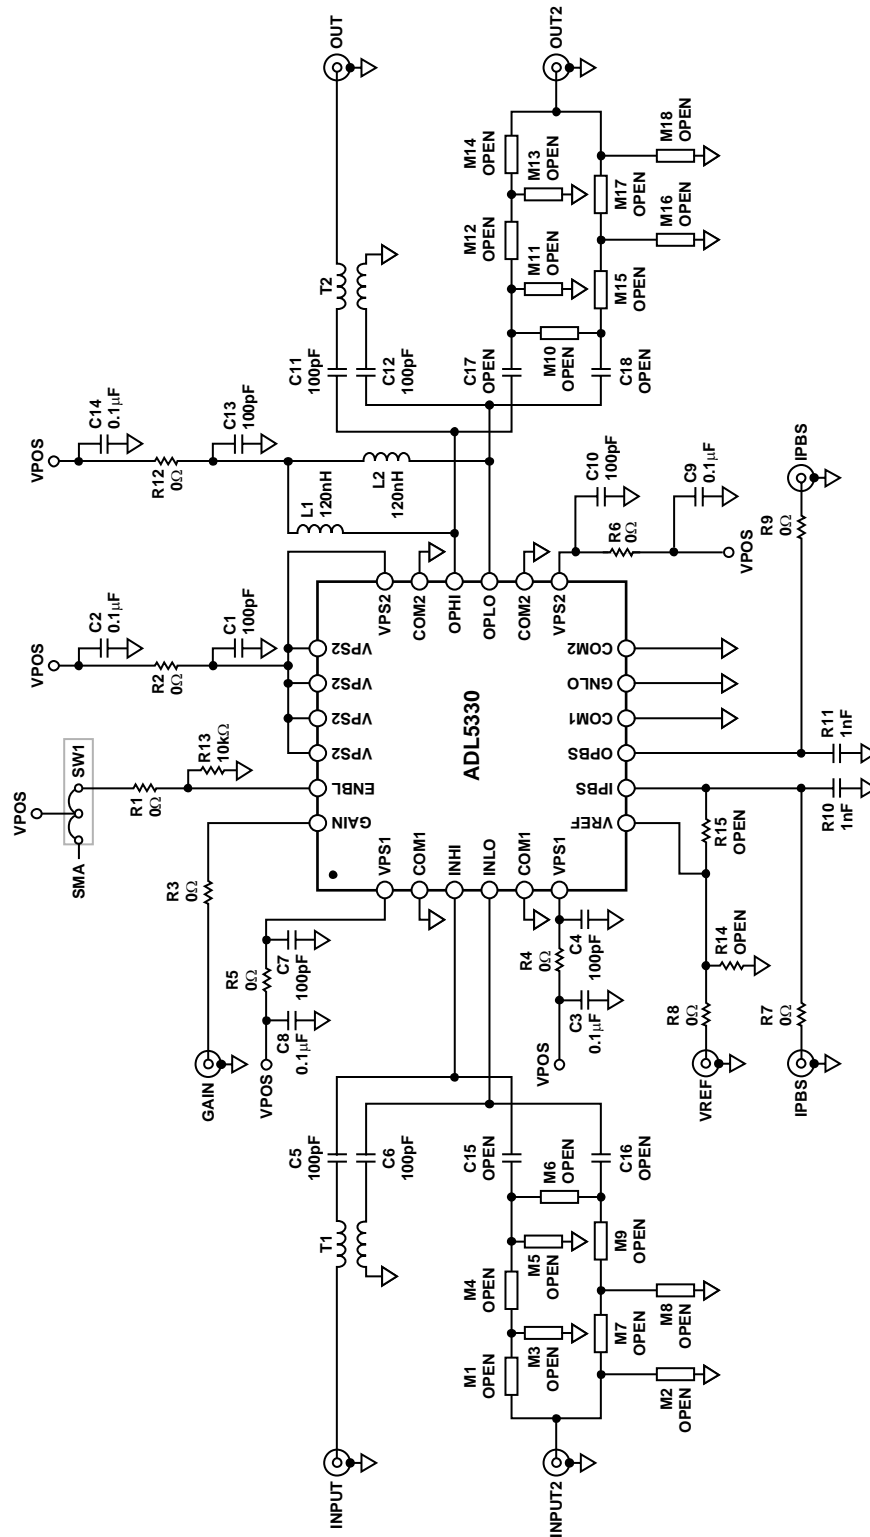 VPOS
SMA
SW1
R1
0Ω
R13
10kΩ
VPOS
C2
0.1μF
R2
0Ω
C1
100pF
VPOS
C14
0.1μF
R12
0Ω
C13
100pF
L1
120nH
L2
120nH
GAIN
R3
0Ω
VPOS
C8
0.1μF
R5
0Ω
C7
100pF
INPUT
T1
C5
100pF
C6
100pF
INPUT2
M1
OPEN
M4
OPEN
C15
OPEN
M3
OPEN
M5
OPEN
M6
OPEN
M2
OPEN
M7
OPEN
M8
OPEN
M9
OPEN
C16
OPEN
VPOS
C3
0.1μF
R4
0Ω
C4
100pF
GAIN
ENBL
VPS2
VPS2
VPS2
VPS2
VPS1
COM1
INHI
INLO
COM1
VPS1
ADL5330
VPS2
COM2
OPHI
OPLO
COM2
VPS2
VREF
IPBS
OPBS
COM1
GNLO
COM2
C11
100pF
C12
100pF
T2
OUT
C17
OPEN
M10
OPEN
C18
OPEN
M12
OPEN
M14
OPEN
M11
OPEN
M13
OPEN
M15
OPEN
M17
OPEN
M16
OPEN
M18
OPEN
OUT2
C10
100pF
R6
0Ω
C9
0.1μF
VPOS
VREF
R8
0Ω
R14
OPEN
R15
OPEN
IPBS
R7
0Ω
R10
1nF
R11
1nF
R9
0Ω
IPBS